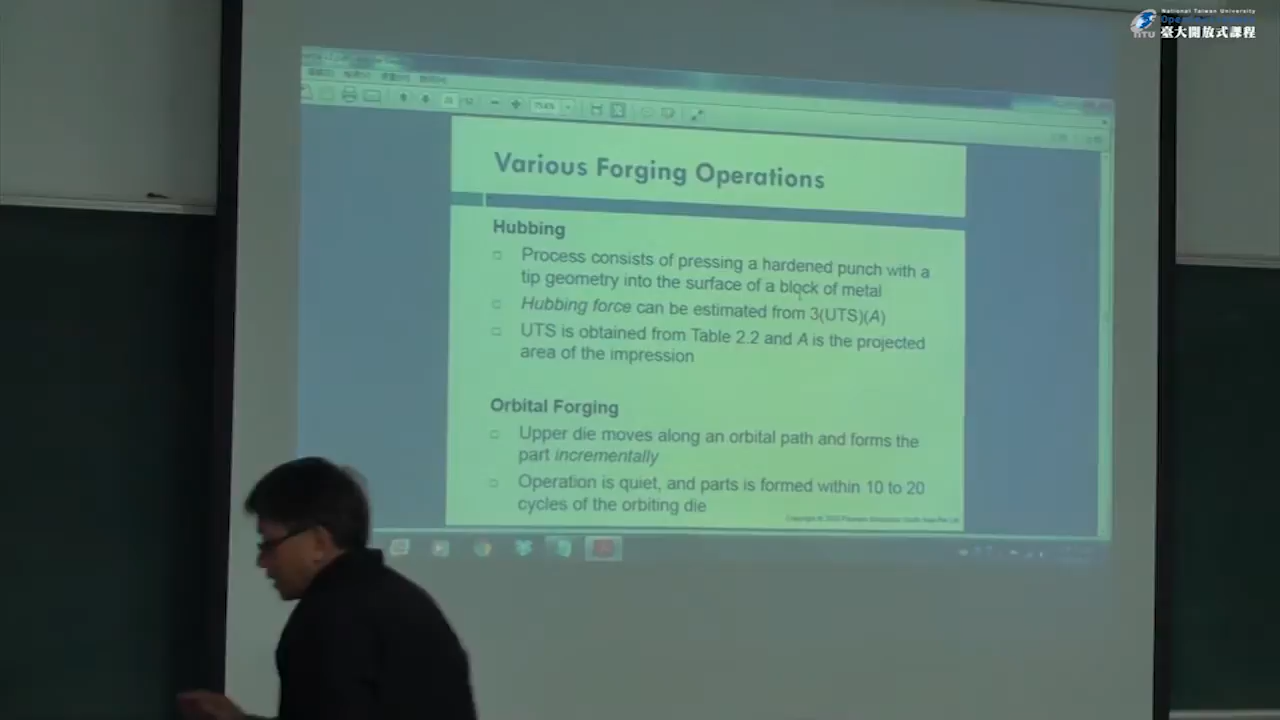 National Taiwan University
臺大開放式課程
NTU
75.4%
Various Forging Operations
Hubbing
□ Process consists of pressing a hardened punch with a
tip geometry into the surface of a block of metal
□ Hubbing force can be estimated from 3(UTS)(A)
□ UTS is obtained from Table 2.2 and A is the projected
area of the impression
Orbital Forging
□ Upper die moves along an orbital path and forms the
part incrementally
□ Operation is quiet, and parts is formed within 10 to 20
cycles of the orbiting die